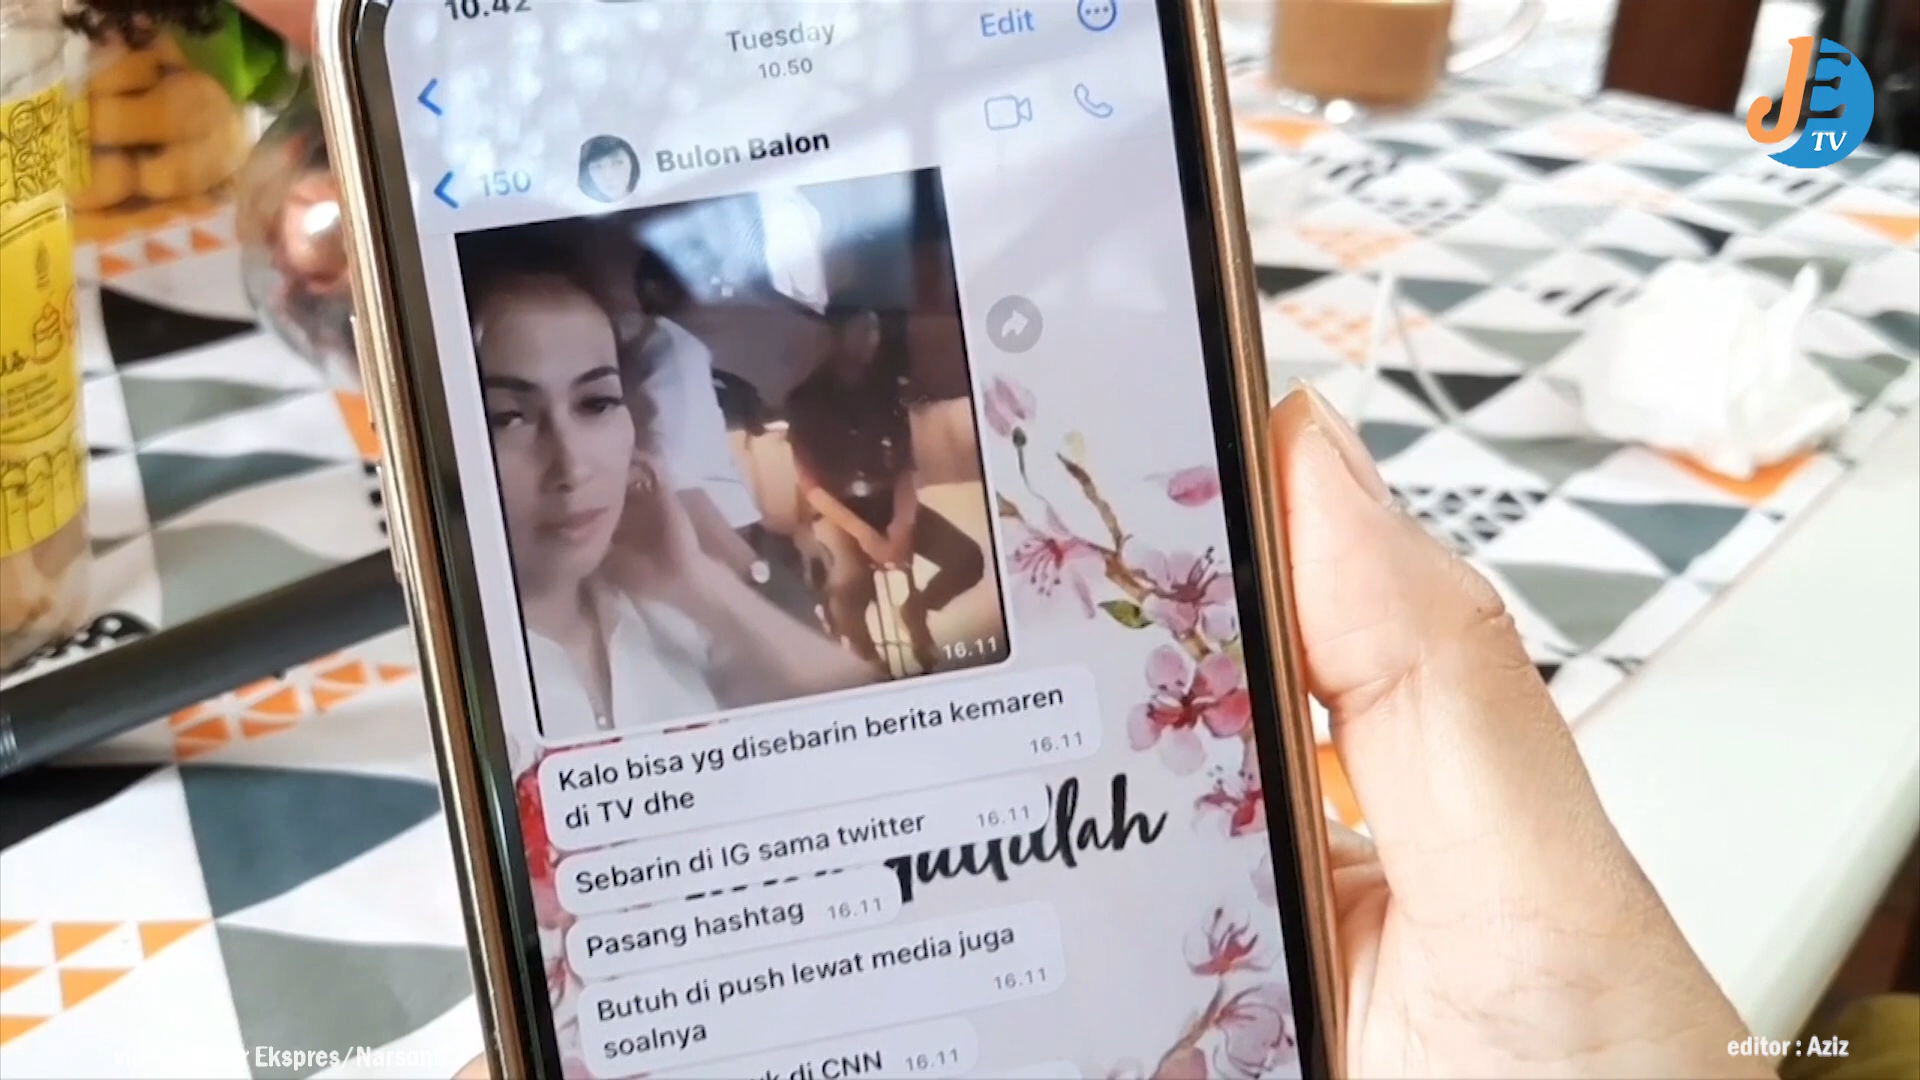 10.42
Tuesday
10.50
Edit
JE
TV
150
Bulon Balon
16.11
Kalo bisa yg disebarin berita kemaren
di TV dhe
16.11
Sebarin di IG sama twitter
16.11
Pasang hashtag
16.11
Butuh di push lewat media juga
soalnya
16.11
di CNN
16.11
Ekspres/
editor : Aziz